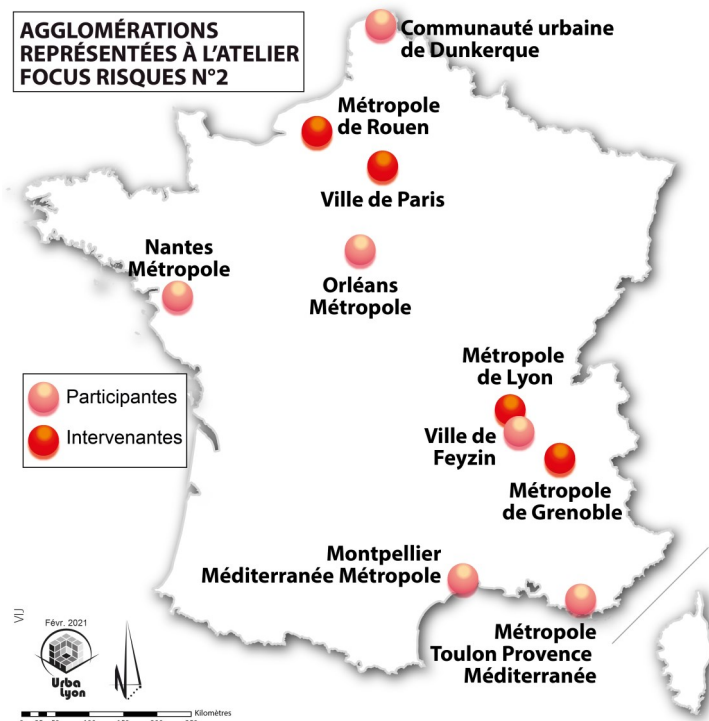 AGGLOMÉRATIONS
REPRÉSENTÉES À L'ATELIER
FOCUS RISQUES N°2
Communauté urbaine
de Dunkerque
Métropole
de Rouen
Ville de Paris
Nantes
Métropole
Orléans
Métropole
Participantes
Intervenantes
Métropole
de Lyon
Ville de
Feyzin
Métropole
de Grenoble
Montpellier
Méditerranée Métropole
Métropole
Toulon Provence
Méditerranée
VIJ
Févr. 2021
Urba
Lyon
N
Kilomètres